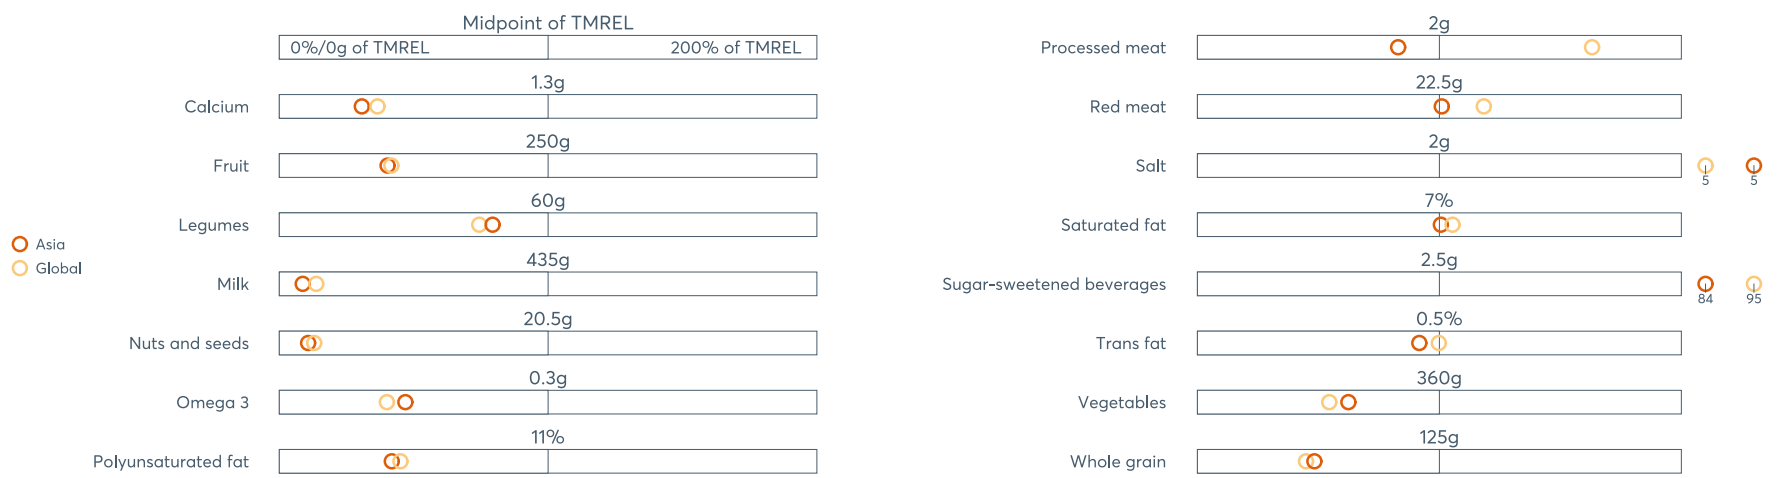 Midpoint of TMREL
0%/0g of TMREL 200% of TMREL
1.3g
Calcium
250g
Fruit
60g
Legumes
Asia
Global
435g
Milk
20.5g
Nuts and seeds
0.3g
Omega 3
11%
Polyunsaturated fat
2g
Processed meat
22.5g
Red meat
2g
Salt
5 5
7%
Saturated fat
2.5g
Sugar-sweetened beverages
84 95
0.5%
Trans fat
360g
Vegetables
125g
Whole grain